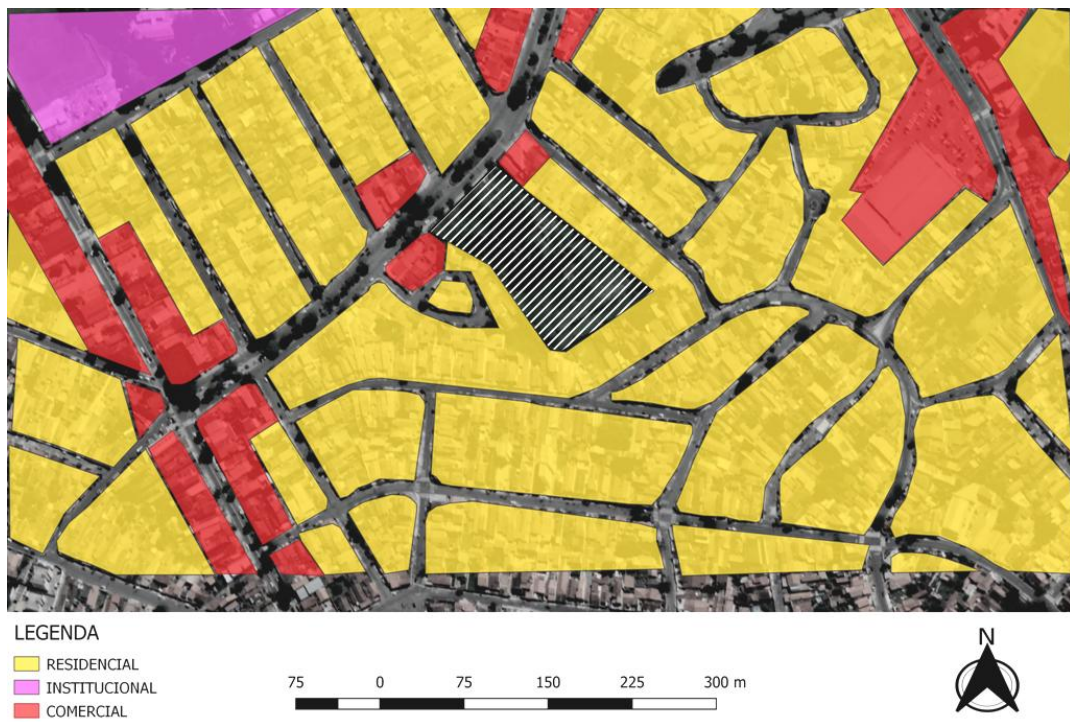 LEGENDA
RESIDENCIAL
INSTITUCIONAL
COMERCIAL
75 0 75 150 225 300 m
N